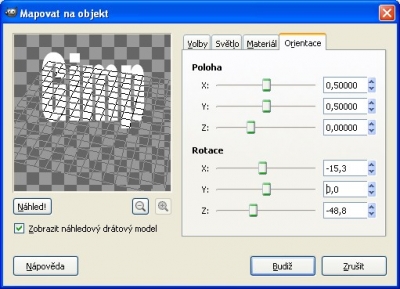 Mapovat na objekt
Gimp
Náhled!
Zobrazit náhledový drátový model
Volby Světlo Materiál Orientace
Poloha
X: 0,50000
Y: 0,50000
Z: 0,00000
Rotace
X: -15,3
Y: 0,0
Z: -48,8
Nápověda Budiž Zrušit